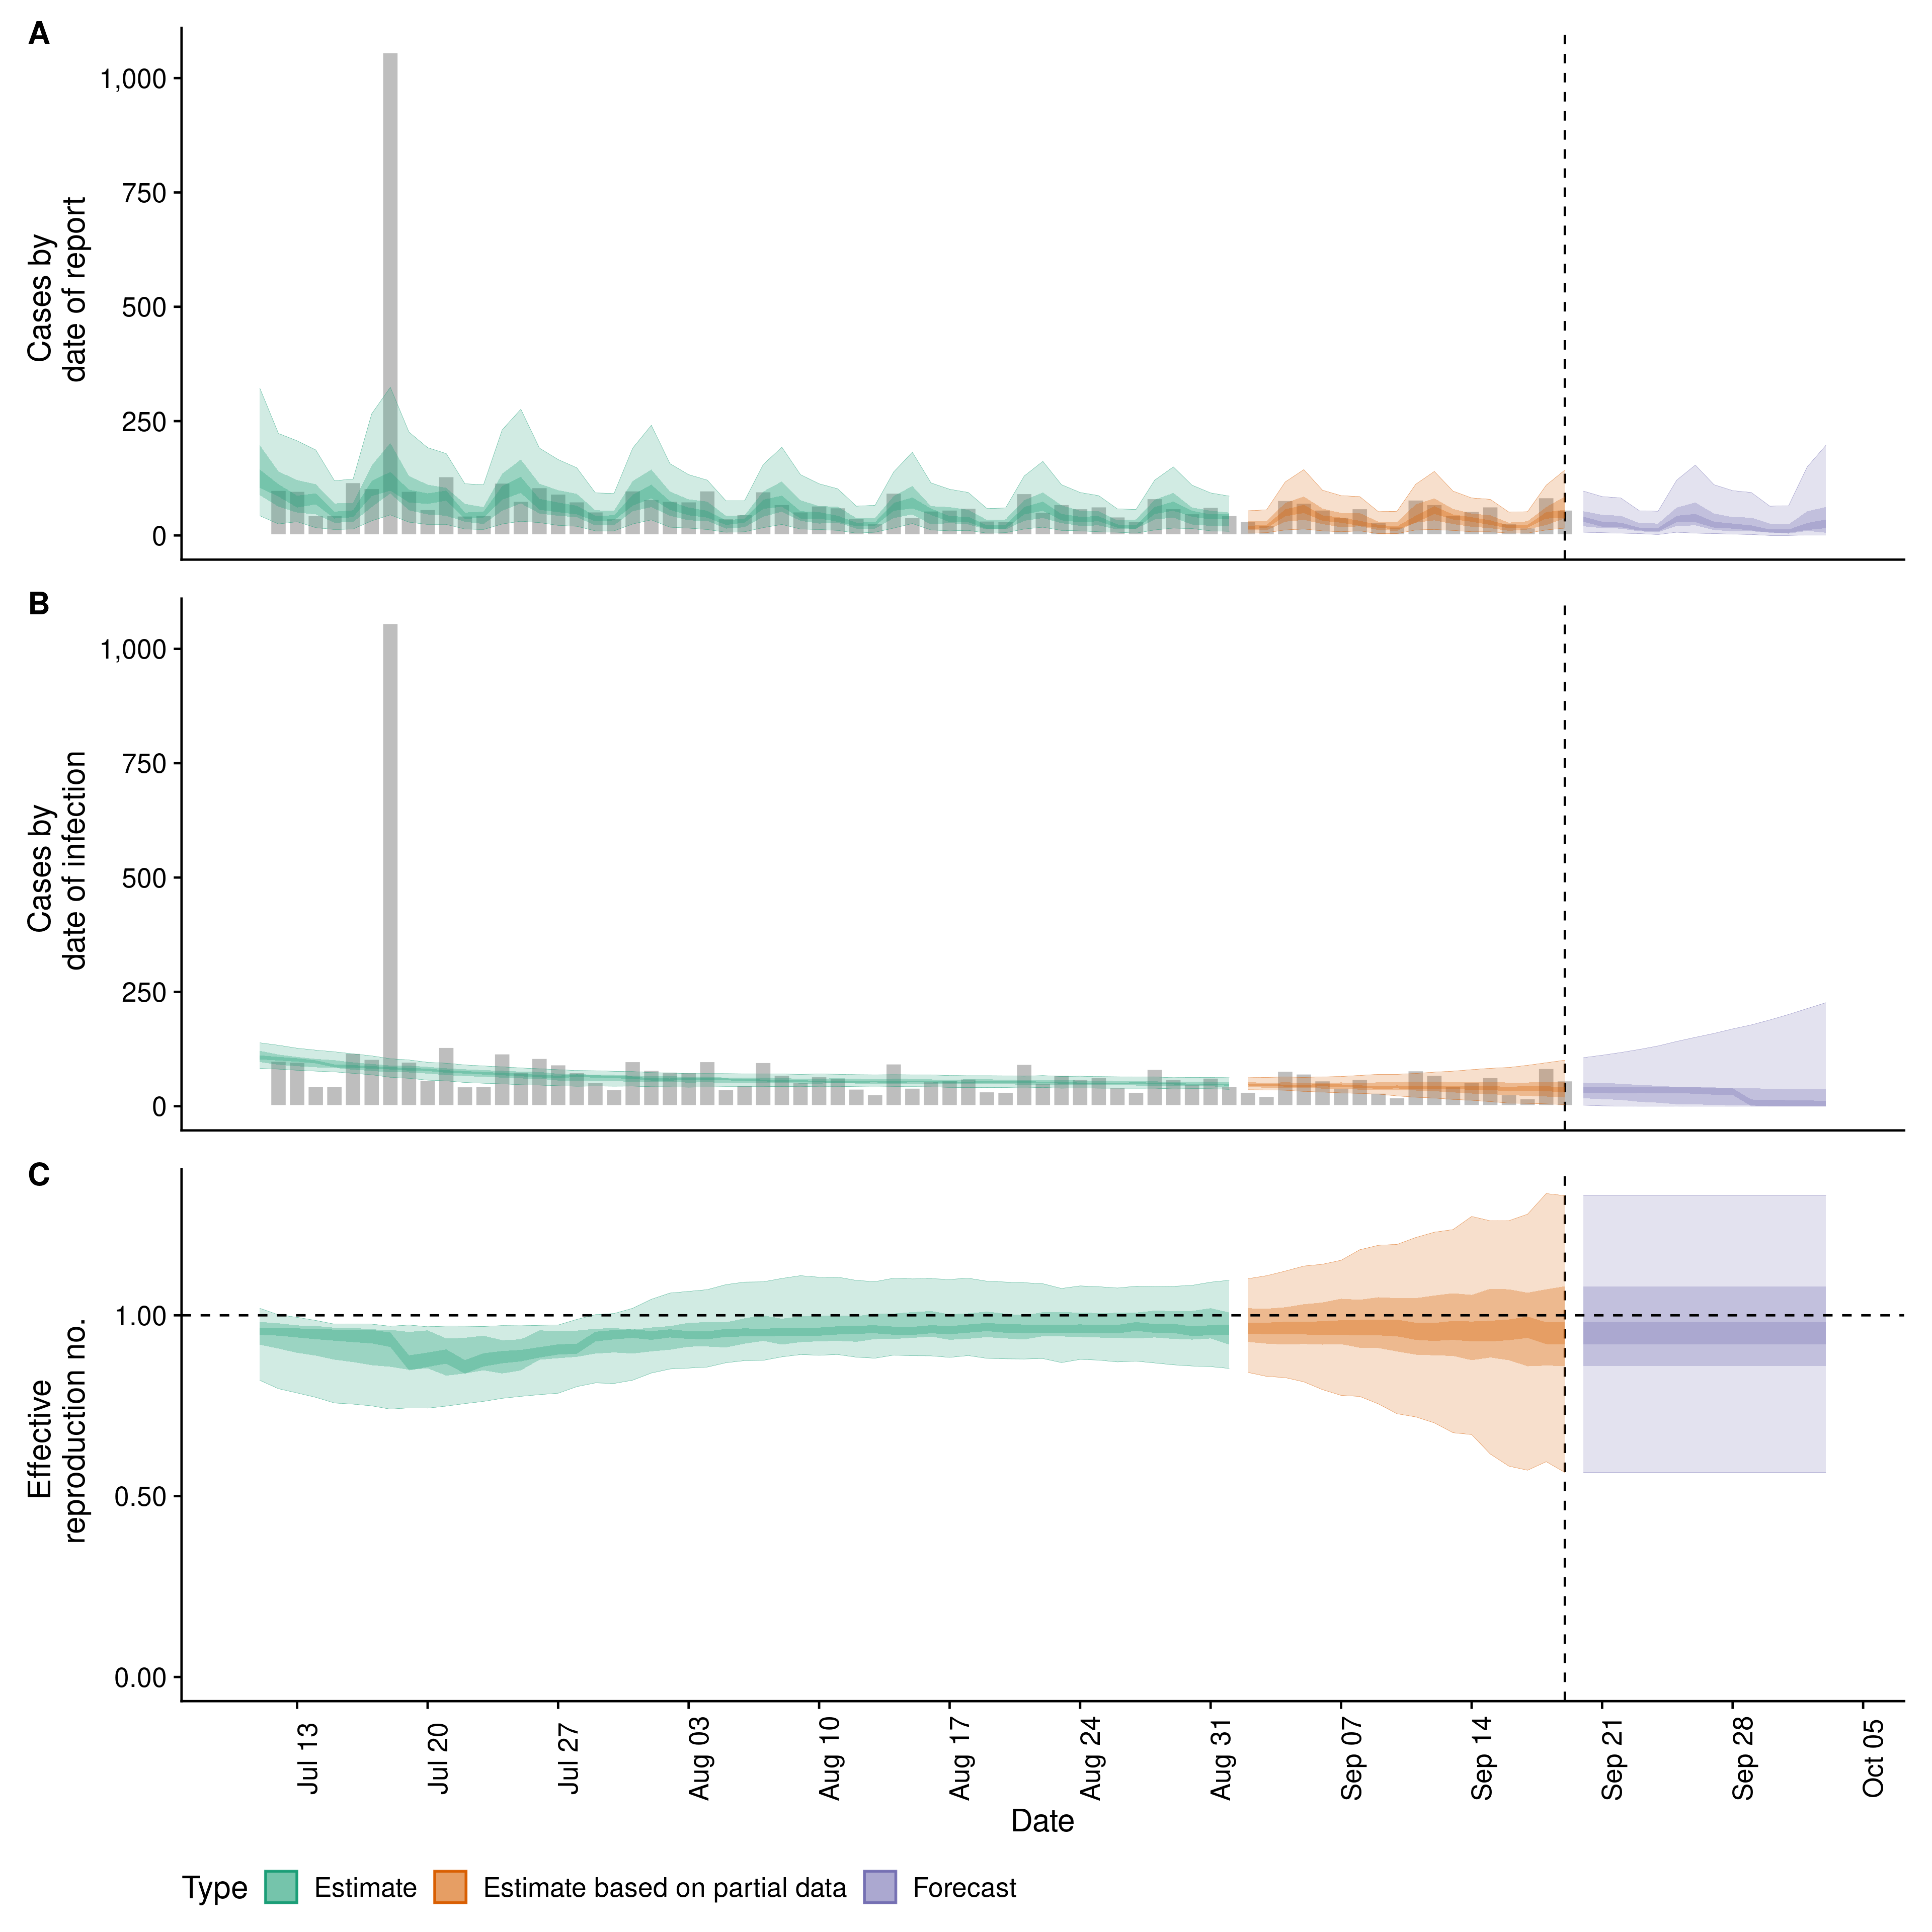 A
1,000
750
500
250
0
Cases by
date of report
B
1,000
750
500
250
0
Cases by
date of infection
C
1.00
0.50
0.00
Effective
reproduction no.
Jul 13
Jul 20
Jul 27
Aug 03
Aug 10
Aug 17
Aug 24
Aug 31
Sep 07
Sep 14
Sep 21
Sep 28
Oct 05
Date
Type Estimate Estimate based on partial data Forecast